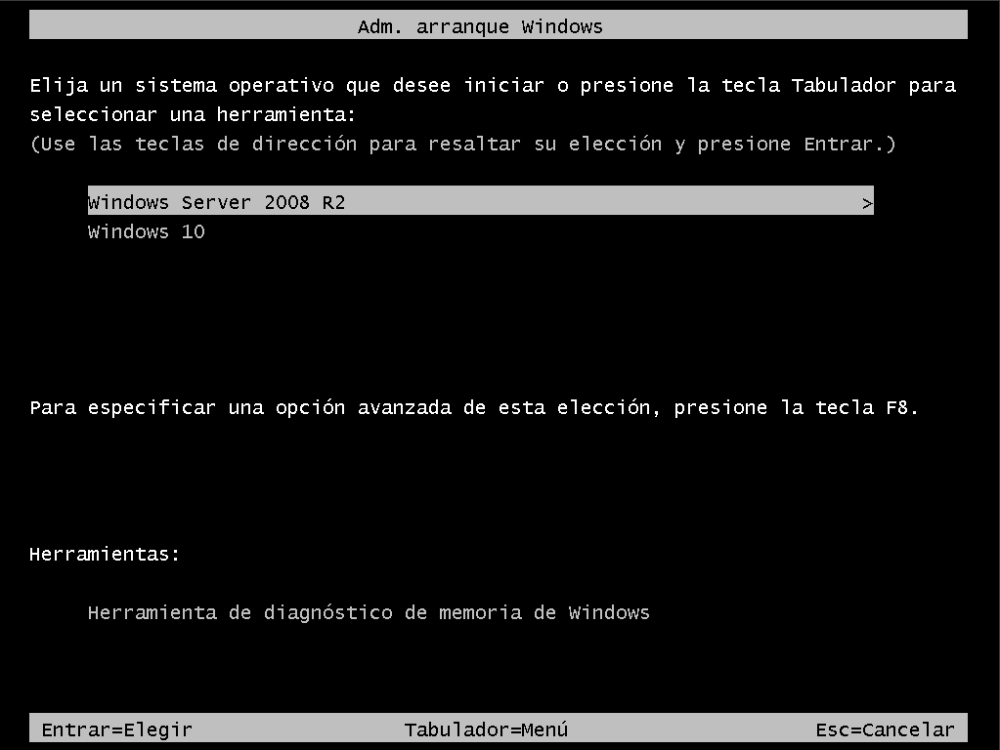 Adm. arranque Windows
Elija un sistema operativo que desee iniciar o presione la tecla Tabulador para
seleccionar una herramienta:
(Use las teclas de dirección para resaltar su elección y presione Entrar.)
Windows Server 2008 R2 >
Windows 10
Para especificar una opción avanzada de esta elección, presione la tecla F8.
Herramientas:
Herramienta de diagnóstico de memoria de Windows
Entrar=Elegir Tabulador=Menú Esc=Cancelar